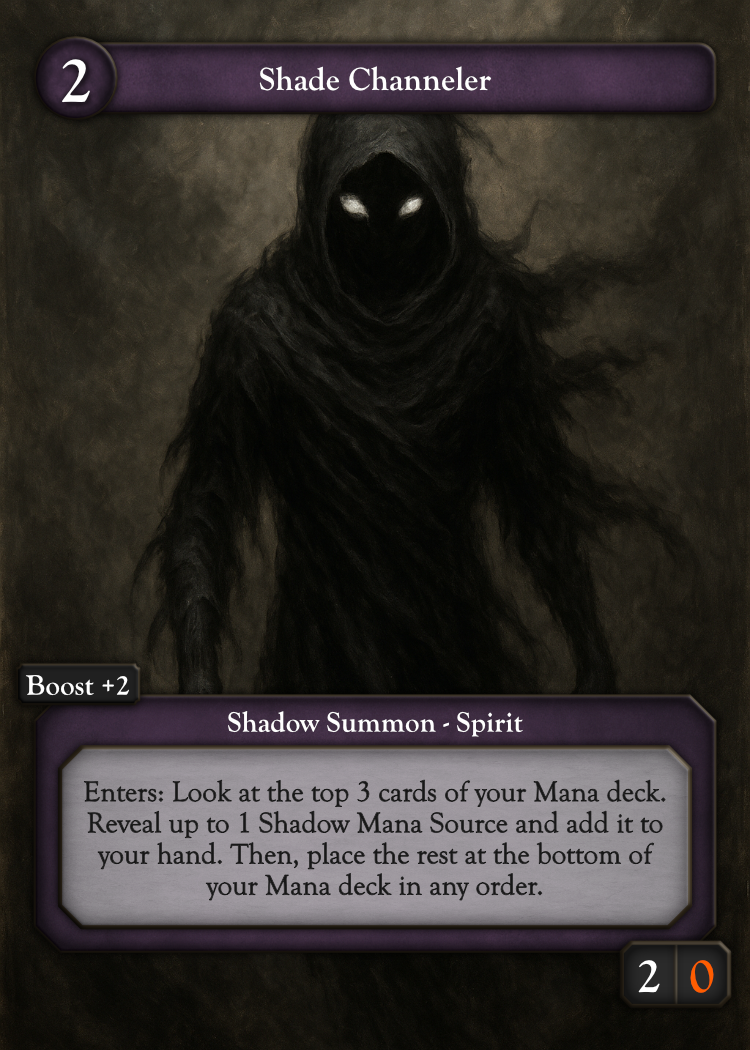 2
Shade Channeler
Boost +2
Shadow Summon - Spirit
Enters: Look at the top 3 cards of your Mana deck.
Reveal up to 1 Shadow Mana Source and add it to
your hand. Then, place the rest at the bottom of
your Mana deck in any order.
2 0